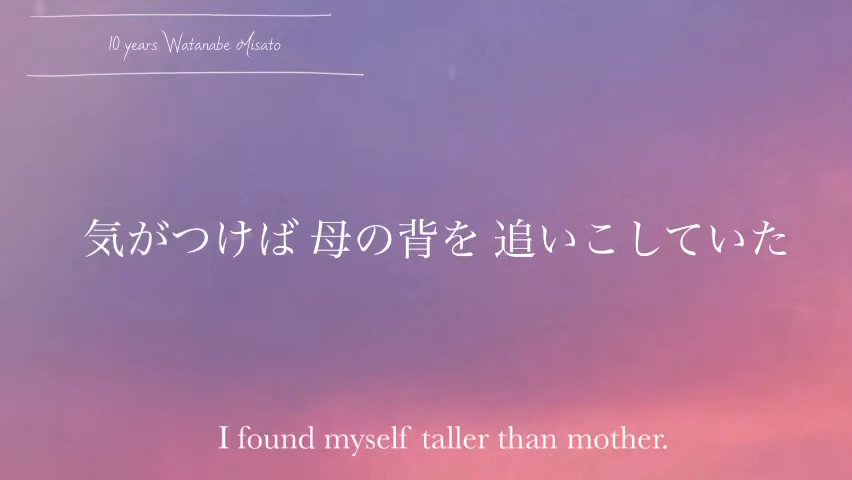 10 years Watanabe Misato
気がつけば 母の背を 追いこしていた
I found myself taller than mother.